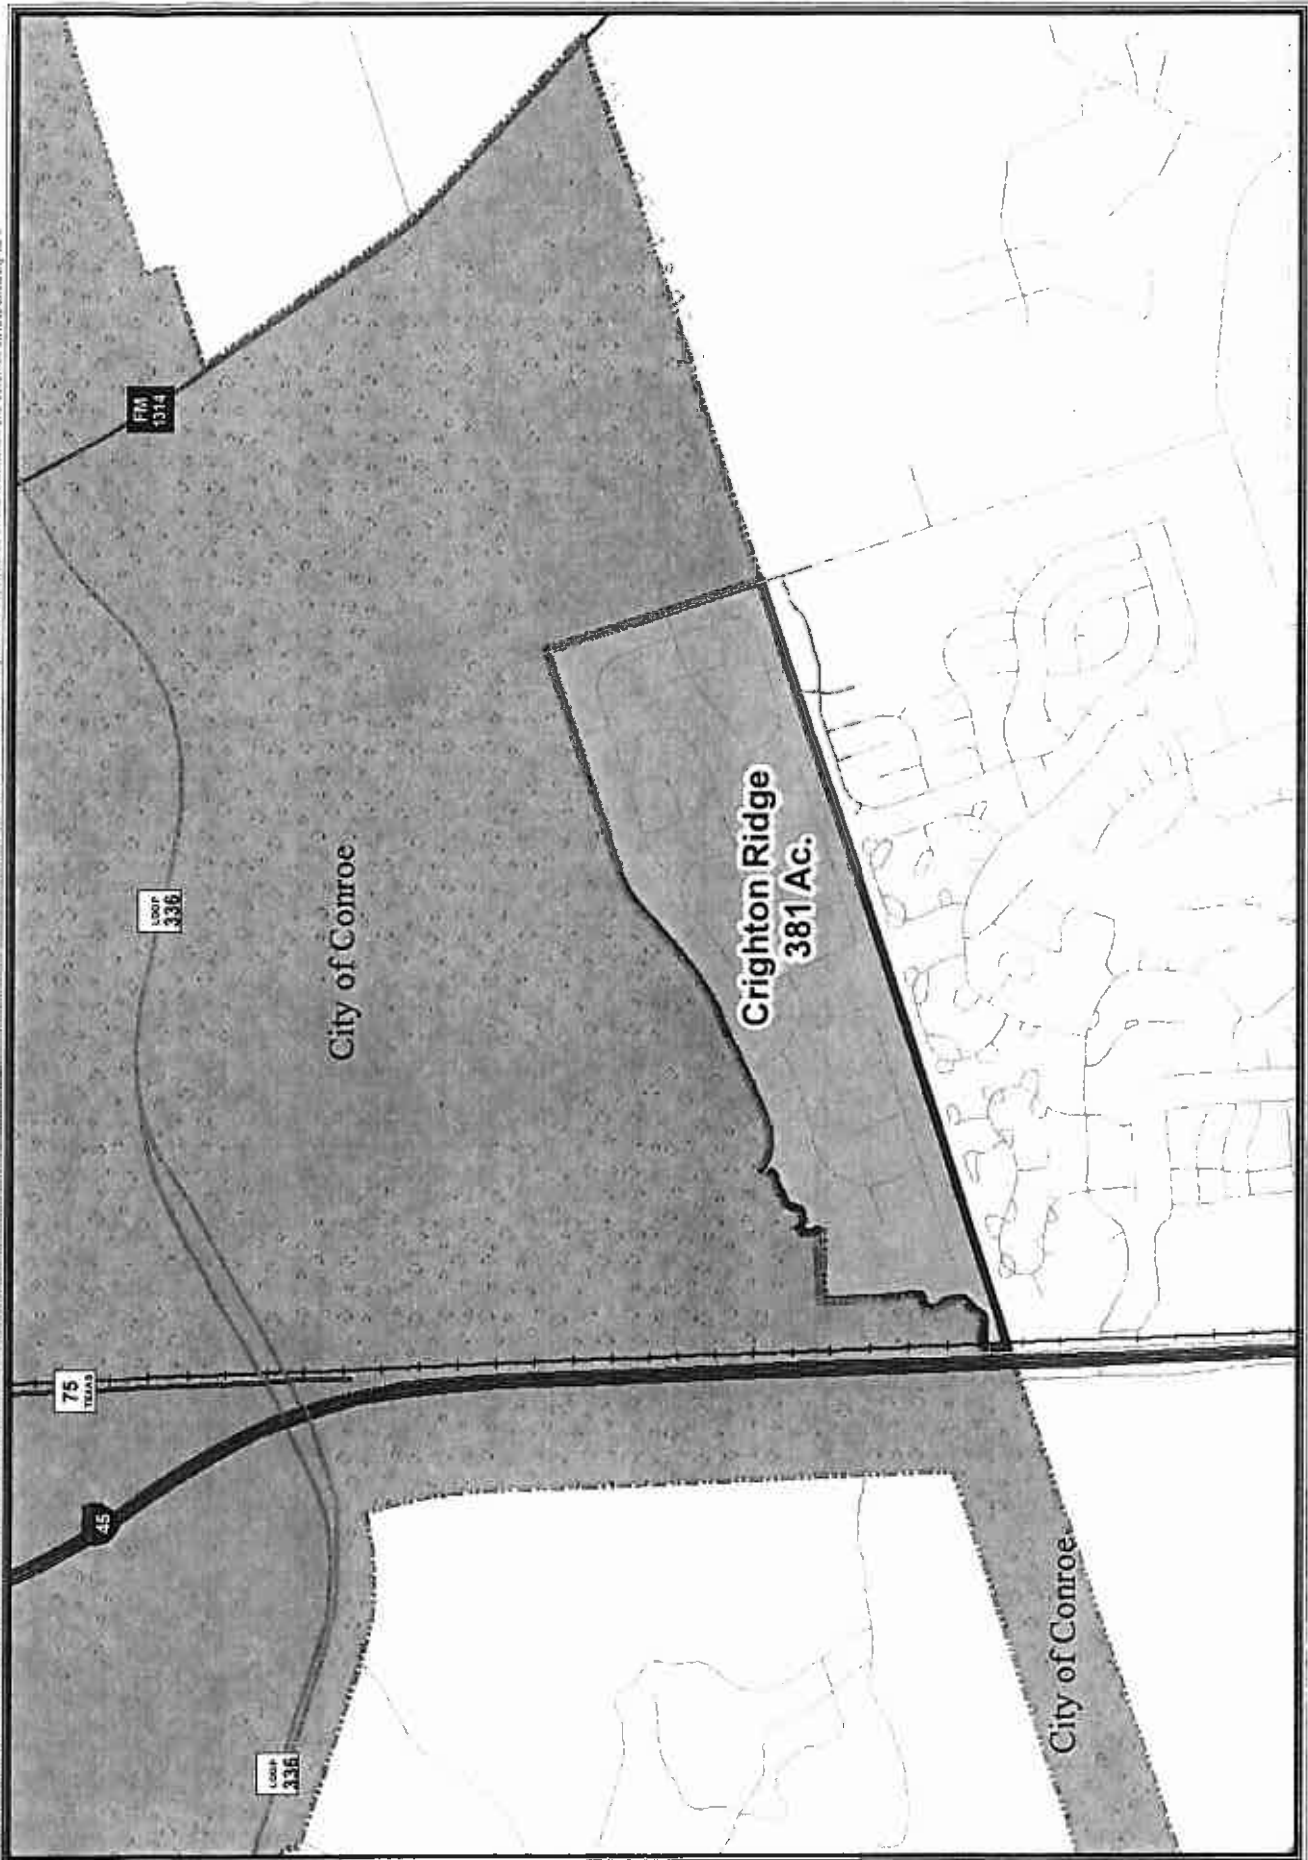 FM
1314
LOOP
336
City of Conroe
Crighton Ridge
381 Ac.
75
TEXAS
45
LOOP
336
City of Conroe